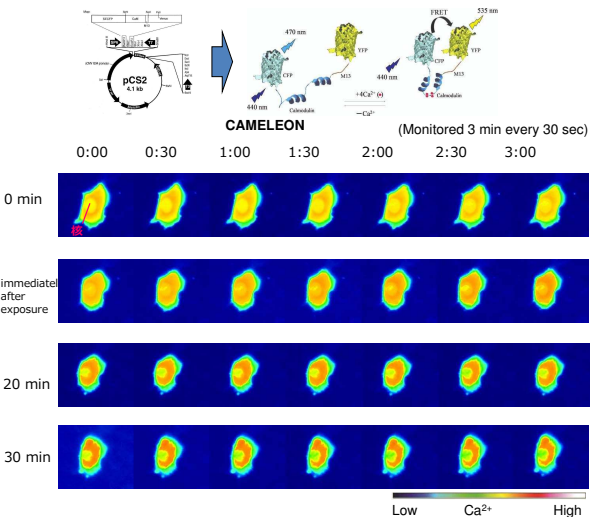 470 nm
FRET
535 nm
YFP
YFP
CFP
CFP
M13
M13
440 nm
440 nm
Calmodulin
Calmodulin
+4Ca²⁺
−Ca²⁺
pCS2
4.1 kb
CAMELEON
(Monitored 3 min every 30 sec)
0:00 0:30 1:00 1:30 2:00 2:30 3:00
0 min
核
immediatel
after
exposure
20 min
30 min
Low Ca²⁺ High